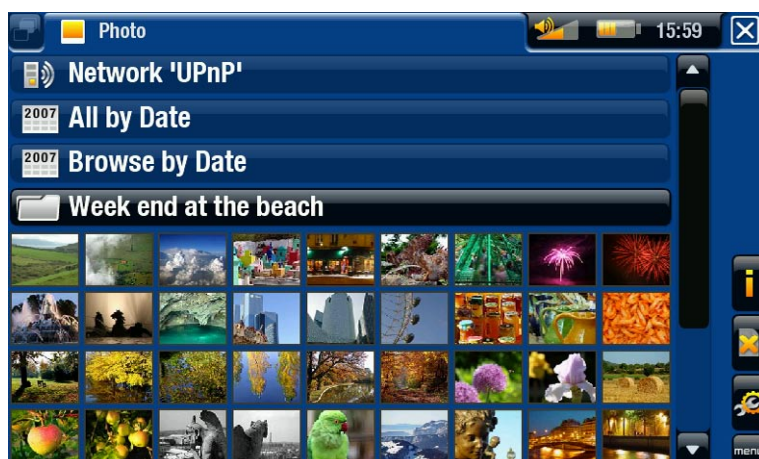 Photo
15:59
Network 'UPnP'
2007 All by Date
2007 Browse by Date
Week end at the beach
i
menu